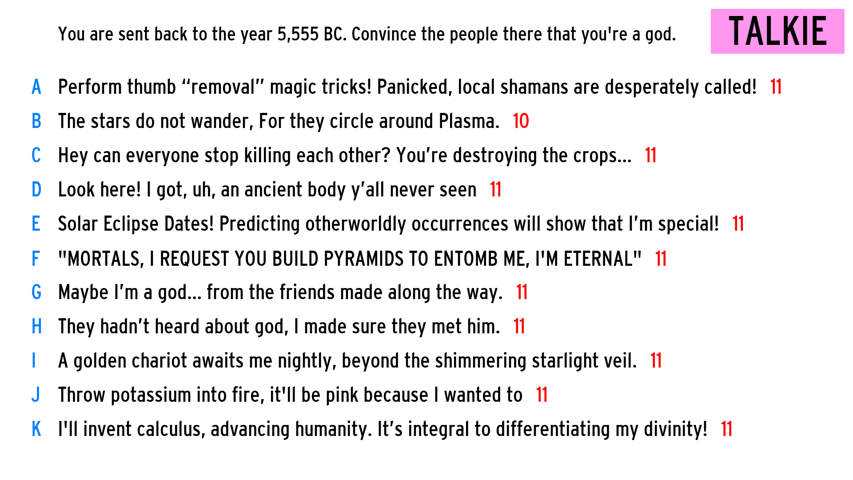 You are sent back to the year 5,555 BC. Convince the people there that you're a god.
TALKIE
A Perform thumb “removal” magic tricks! Panicked, local shamans are desperately called! 11
B The stars do not wander, For they circle around Plasma. 10
C Hey can everyone stop killing each other? You’re destroying the crops... 11
D Look here! I got, uh, an ancient body y’all never seen 11
E Solar Eclipse Dates! Predicting otherworldly occurrences will show that I’m special! 11
F "MORTALS, I REQUEST YOU BUILD PYRAMIDS TO ENTOMB ME, I'M ETERNAL" 11
G Maybe I’m a god... from the friends made along the way. 11
H They hadn’t heard about god, I made sure they met him. 11
I A golden chariot awaits me nightly, beyond the shimmering starlight veil. 11
J Throw potassium into fire, it'll be pink because I wanted to 11
K I'll invent calculus, advancing humanity. It’s integral to differentiating my divinity! 11